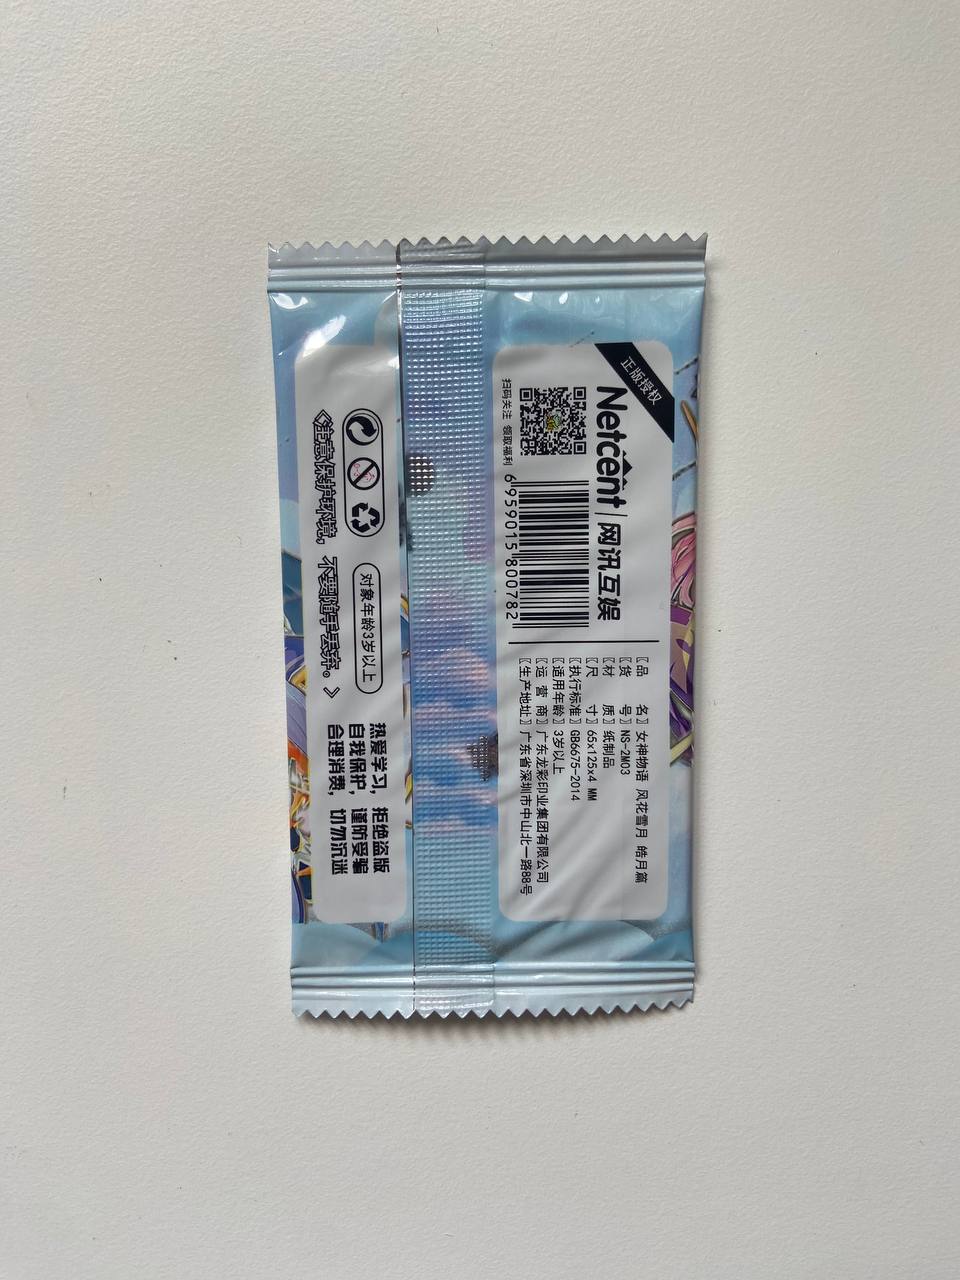 正版授权
Netcent | 网讯互娱
扫码关注 领取福利
6 959015 800782
〖品 名〗女神物语 风花雪月 皓月篇
〖货 号〗NS-2M03
〖材 质〗纸制品
〖尺 寸〗65x125x4 MM
〖执行标准〗GB6675-2014
〖适用年龄〗3岁以上
〖运 营 商〗广东龙彩印业集团有限公司
〖生产地址〗广东省深圳市中山北一路88号
0-3
对象年龄3岁以上
《注意保护环境, 不要随手丢弃。》
热爱学习, 拒绝盗版
自我保护, 谨防受骗
合理消费, 切勿沉迷